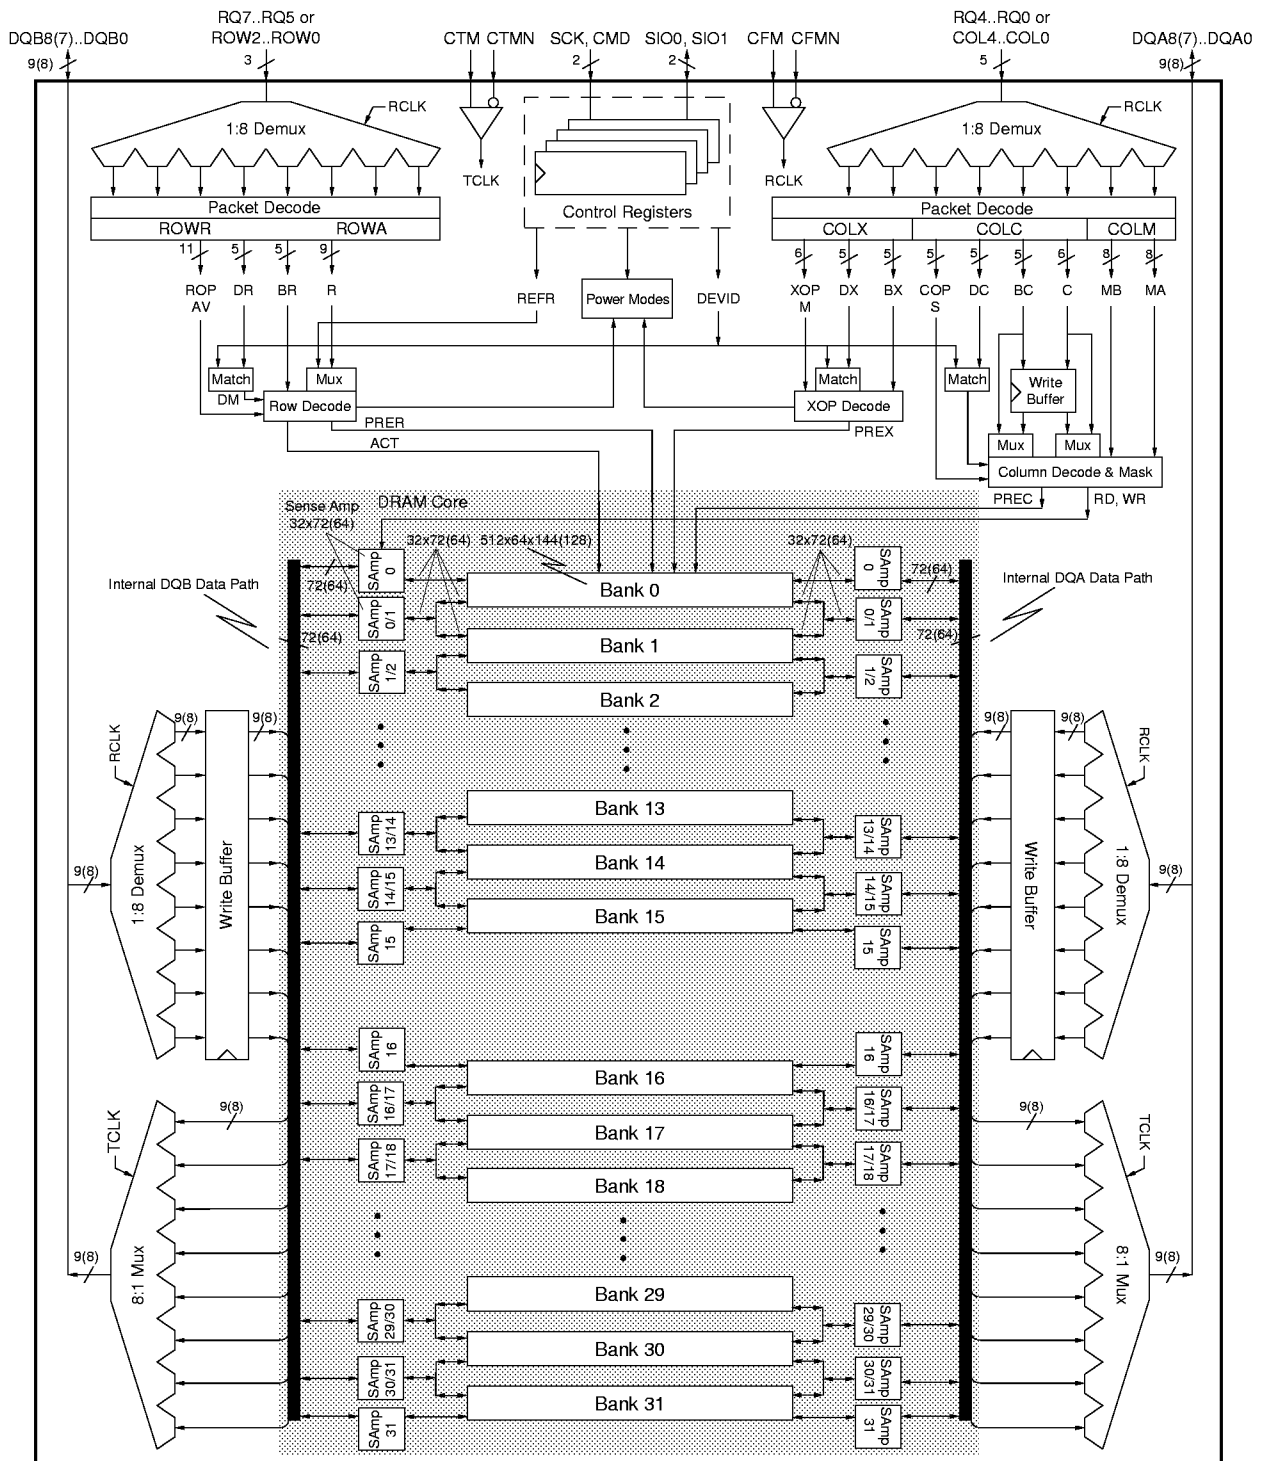 RQ7..RQ5 or
ROW2..ROW0
RQ4..RQ0 or
COL4..COL0
DQB8(7)..DQB0
CTM CTMN
SCK, CMD
SIO0, SIO1
CFM CFMN
DQA8(7)..DQA0
9(8)
3
2
2
5
9(8)
RCLK
1:8 Demux
TCLK
Control Registers
RCLK
RCLK
1:8 Demux
Packet Decode
ROWR
ROWA
Packet Decode
COLX
COLC
COLM
11
5
5
9
6
5
5
5
5
5
6
8
8
ROP
AV
DR
BR
R
REFR
Power Modes
DEVID
XOP
M
DX
BX
COP
S
DC
BC
C
MB
MA
Match
DM
Mux
Row Decode
Match
XOP Decode
Match
Write
Buffer
Mux
Mux
Column Decode & Mask
PRER
ACT
PREX
PREC
RD, WR
Sense Amp
32x72(64)
DRAM Core
32x72(64)
512x64x144(128)
32x72(64)
Internal DQB Data Path
72(64)
72(64)
Internal DQA Data Path
72(64)
72(64)
SAmp
0
Bank 0
SAmp
0
SAmp
0/1
SAmp
0/1
Bank 1
SAmp
1/2
SAmp
1/2
Bank 2
RCLK
9(8)
9(8)
9(8)
9(8)
RCLK
Bank 13
SAmp
13/14
SAmp
13/14
Bank 14
SAmp
14/15
SAmp
14/15
Bank 15
SAmp
15
SAmp
15
9(8)
1:8 Demux
Write Buffer
Write Buffer
1:8 Demux
9(8)
SAmp
16
SAmp
16
Bank 16
SAmp
16/17
SAmp
16/17
Bank 17
SAmp
17/18
SAmp
17/18
Bank 18
TCLK
9(8)
9(8)
TCLK
9(8)
8:1 Mux
8:1 Mux
9(8)
Bank 29
SAmp
29/30
SAmp
29/30
Bank 30
SAmp
30/31
SAmp
30/31
Bank 31
SAmp
31
SAmp
31